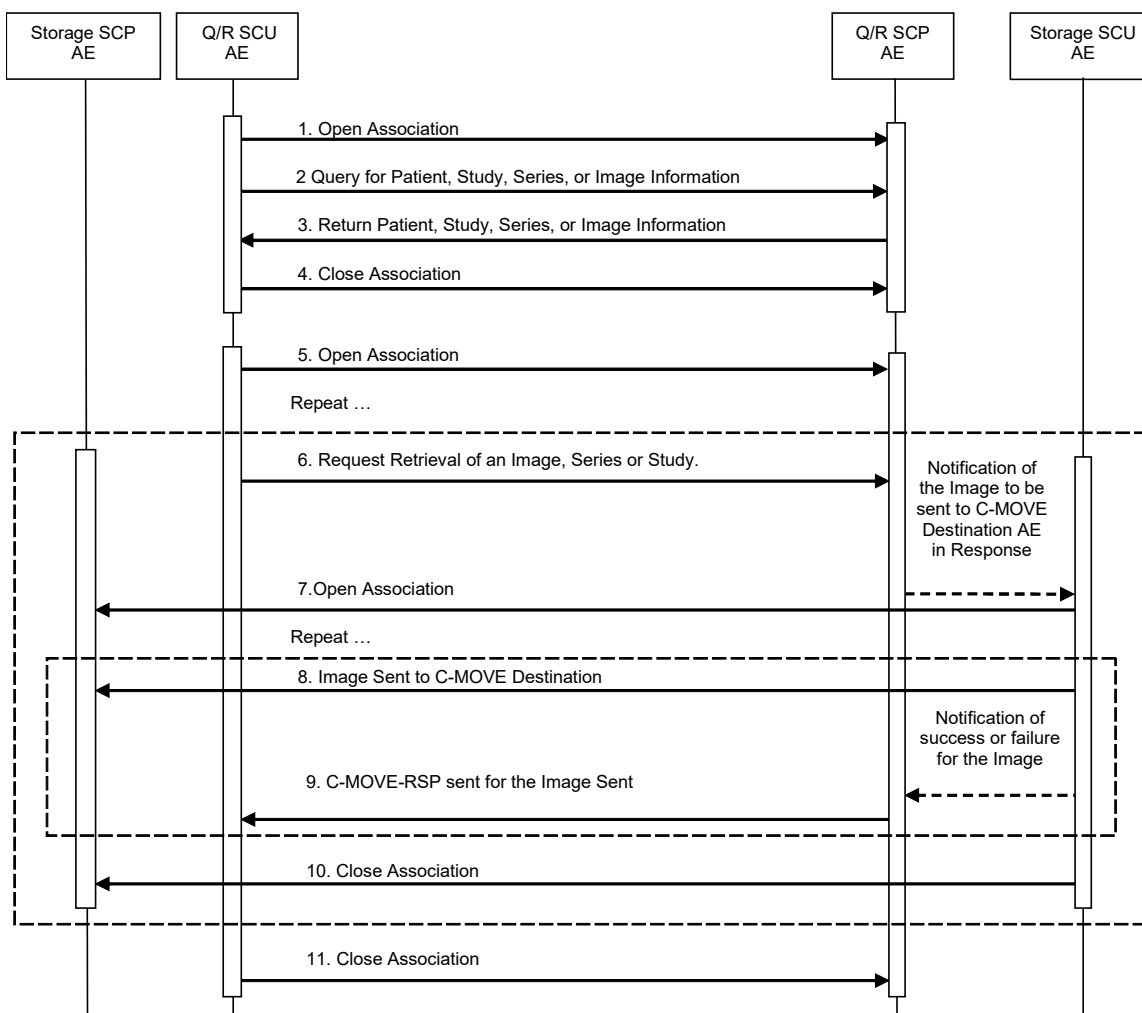 Storage SCP
AE
Q/R SCU
AE
Q/R SCP
AE
Storage SCU
AE
1. Open Association
2 Query for Patient, Study, Series, or Image Information
3. Return Patient, Study, Series, or Image Information
4. Close Association
5. Open Association
Repeat …
6. Request Retrieval of an Image, Series or Study.
Notification of
the Image to be
sent to C-MOVE
Destination AE
in Response
7.Open Association
Repeat …
8. Image Sent to C-MOVE Destination
Notification of
success or failure
for the Image
9. C-MOVE-RSP sent for the Image Sent
10. Close Association
11. Close Association